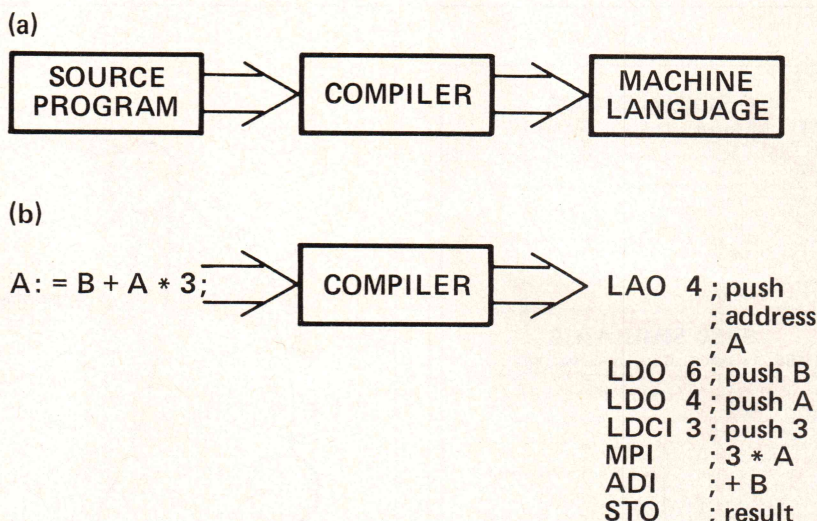 (a)
SOURCE
PROGRAM
COMPILER
MACHINE
LANGUAGE
(b)
A: = B + A * 3;
COMPILER
LAO 4 ; push
; address
; A
LDO 6 ; push B
LDO 4 ; push A
LDCI 3 ; push 3
MPI ; 3 * A
ADI ; + B
STO ; result